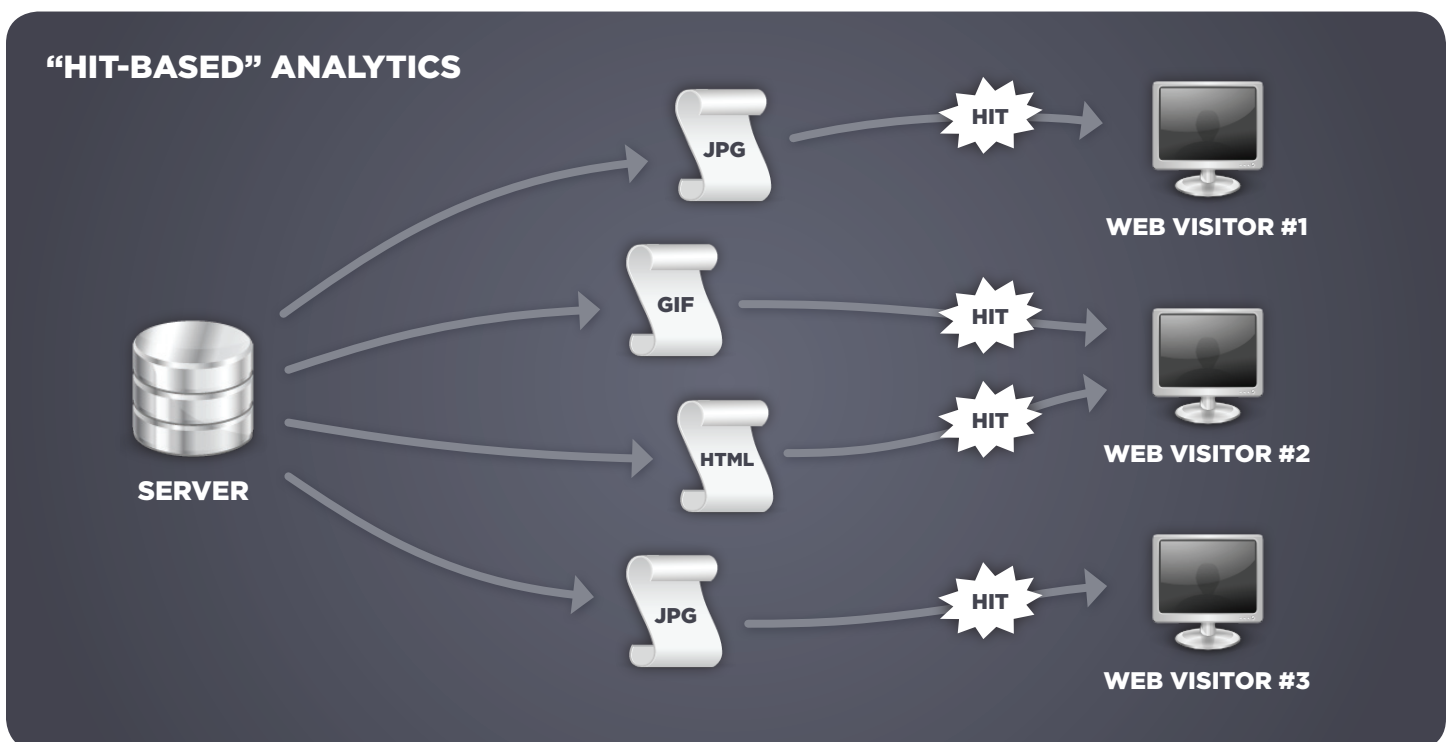 “HIT-BASED” ANALYTICS
JPG
HIT
WEB VISITOR #1
GIF
HIT
HIT
WEB VISITOR #2
HTML
SERVER
JPG
HIT
WEB VISITOR #3